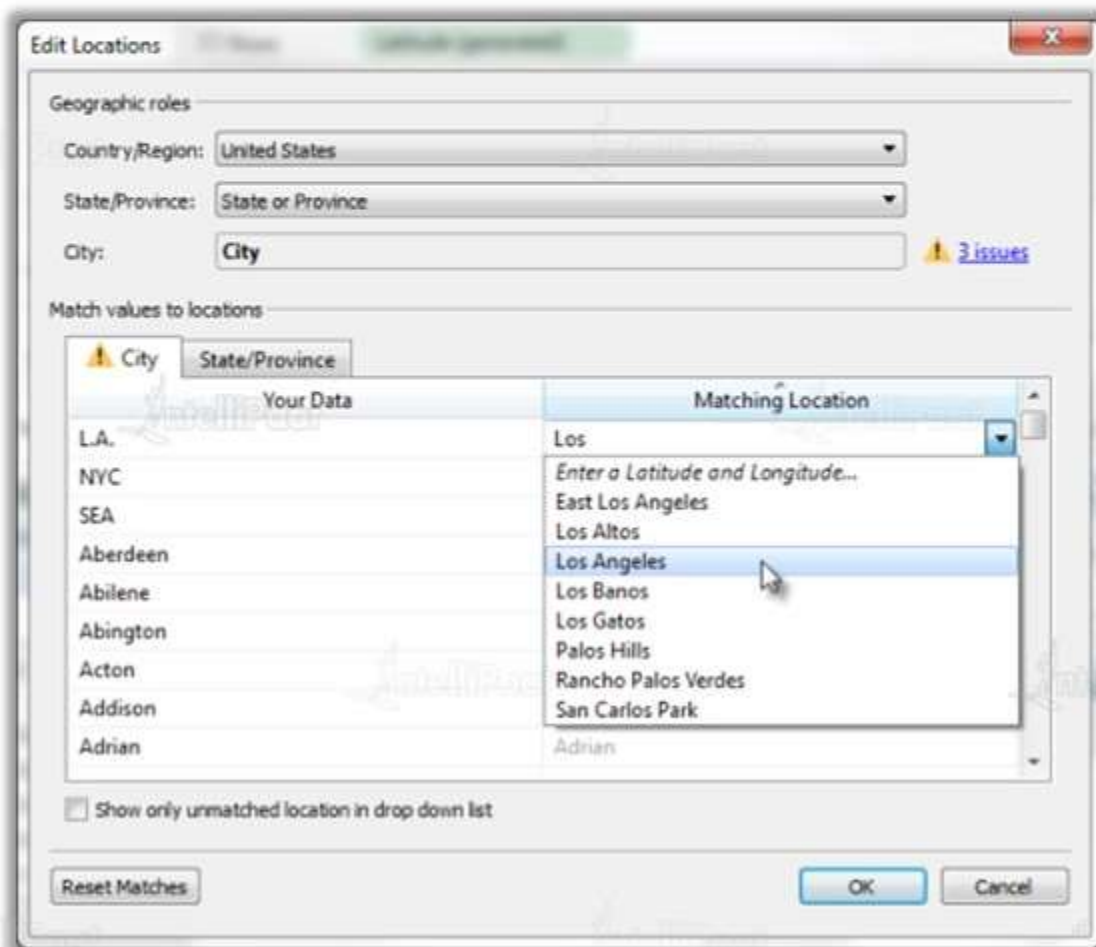 Edit Locations
Geographic roles
Country/Region: United States
State/Province: State or Province
City: City 3 issues
Match values to locations
City State/Province
Your Data Matching Location
L.A. Los
NYC Enter a Latitude and Longitude...
SEA East Los Angeles
Los Altos
Aberdeen Los Angeles
Abilene Los Banos
Abington Los Gatos
Acton Palos Hills
Rancho Palos Verdes
Addison San Carlos Park
Adrian Adrian
Show only unmatched location in drop down list
Reset Matches OK Cancel